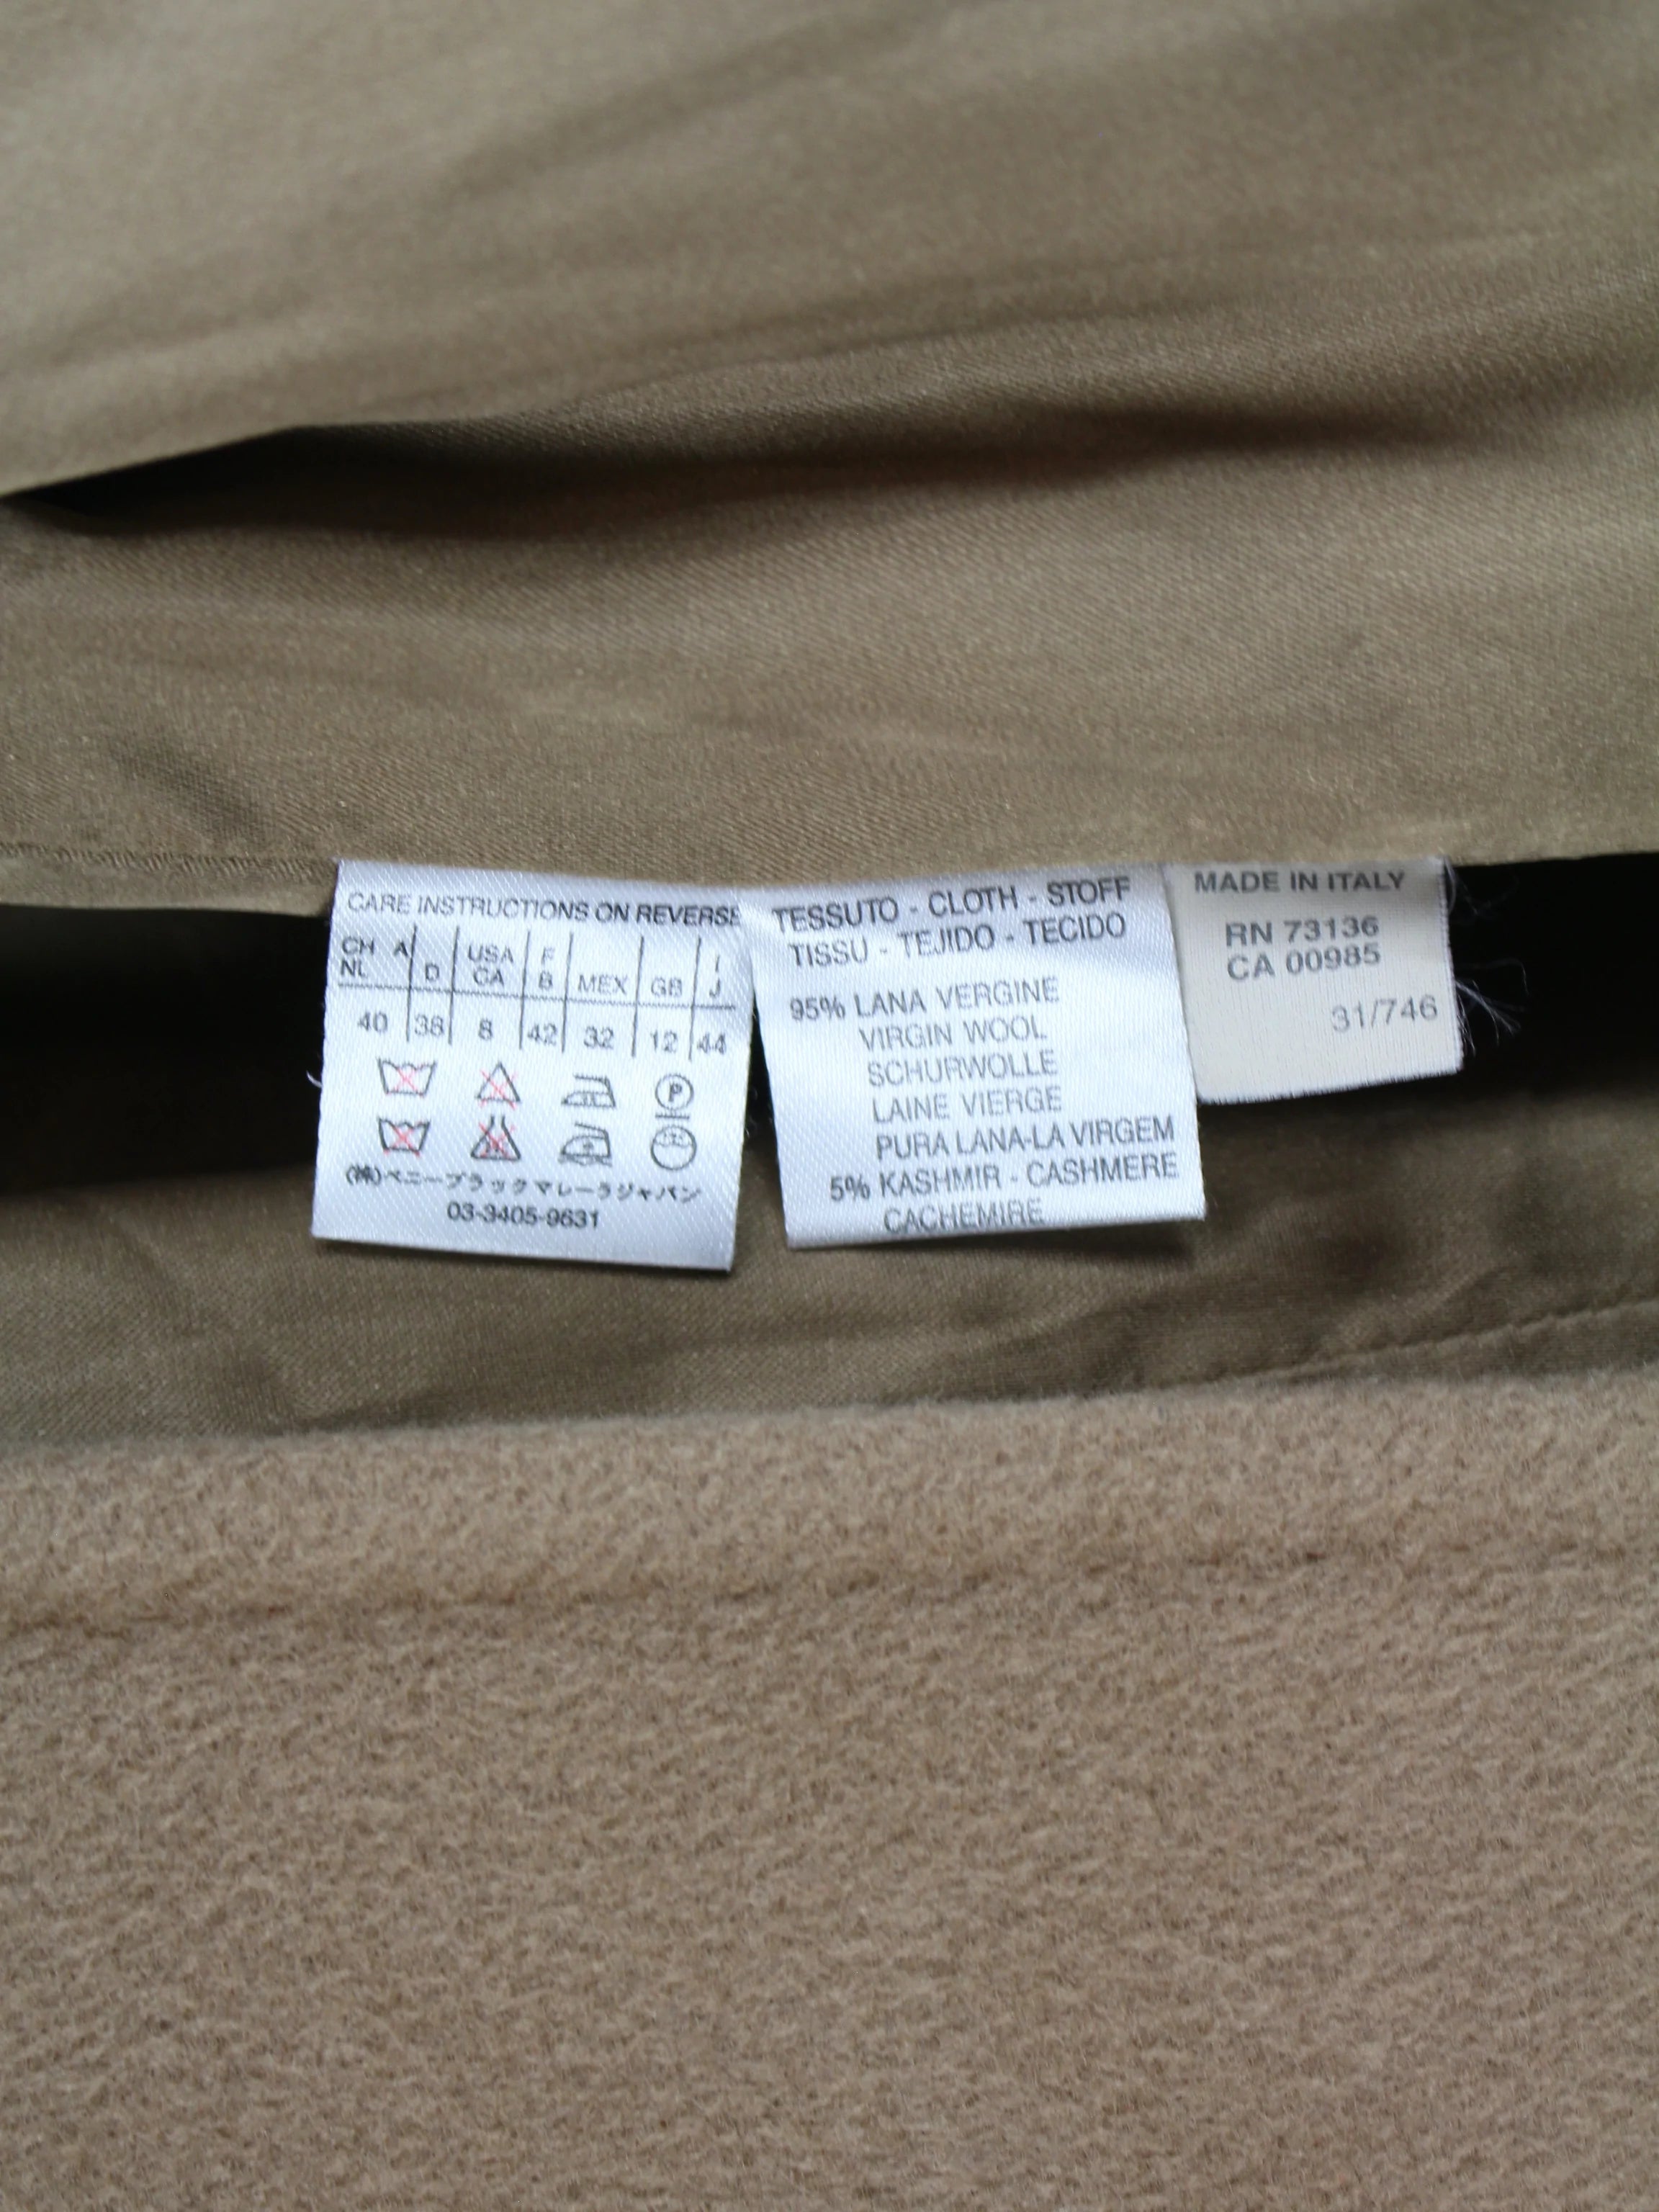 CARE INSTRUCTIONS ON REVERSE
CH A NL D USA CA F B MEX GB I J
40 38 8 42 32 12 44
P
(株)ペニーブラックマレーラジャパン
03-3405-9631
TESSUTO - CLOTH - STOFF
TISSU - TEJIDO - TECIDO
95% LANA VERGINE
VIRGIN WOOL
SCHURWOLLE
LAINE VIERGE
PURA LANA-LA VIRGEM
5% KASHMIR - CASHMERE
CACHEMIRE
MADE IN ITALY
RN 73136
CA 00985
31/746